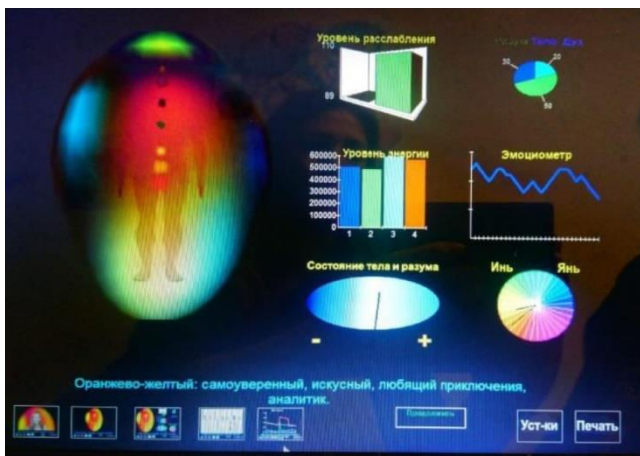 Уровень расслабления
110
89
Разум Тело Дух
30
20
50
Уровень энергии
600000
500000
400000
300000
200000
100000
0
1 2 3 4
Эмоциометр
Состояние тела и разума
- +
Инь Янь
Оранжево-желтый: самоуверенный, искусный, любящий приключения,
аналитик.
Продолжить
Уст-ки
Печать